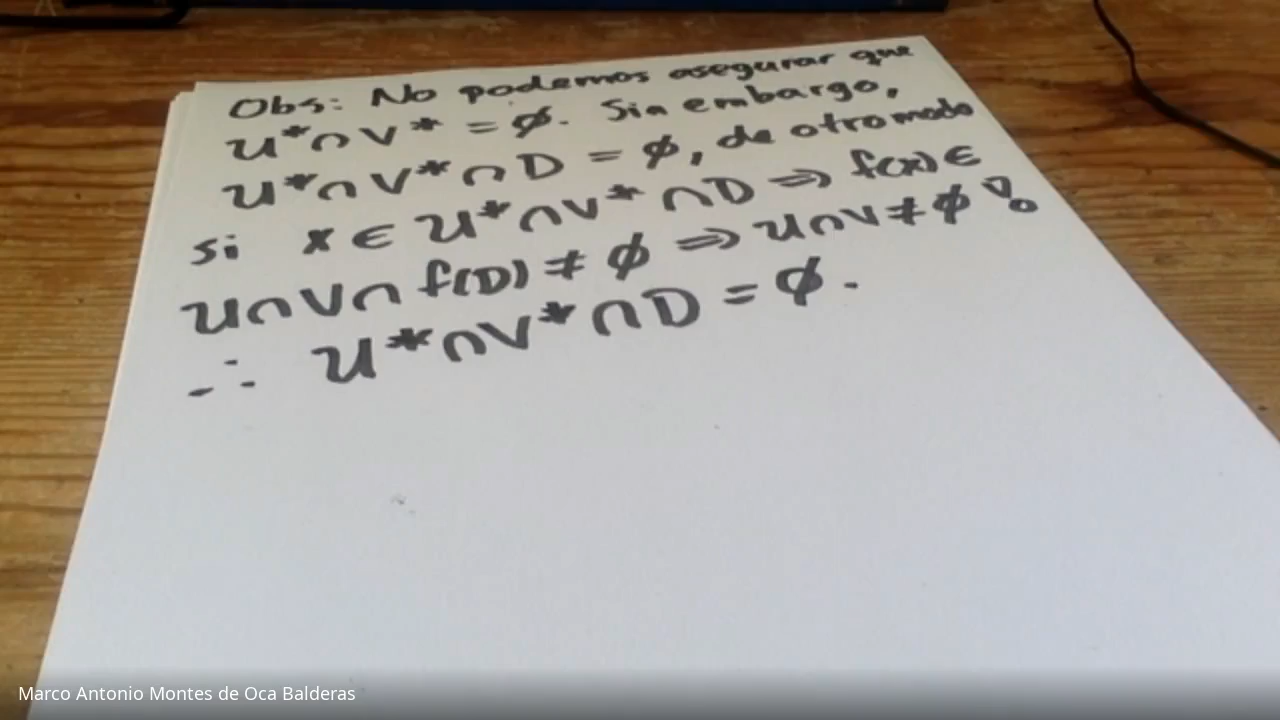 Obs: No podemos asegurar que
U*∩V* = ∅. Sin embargo,
U*∩V*∩D = ∅, de otro modo
si x ∈ U*∩V*∩D ⇒ f(x) ∈
U∩V∩f(D) ≠ ∅ ⇒ U∩V ≠ ∅ !
∴ U*∩V*∩D = ∅.
Marco Antonio Montes de Oca Balderas